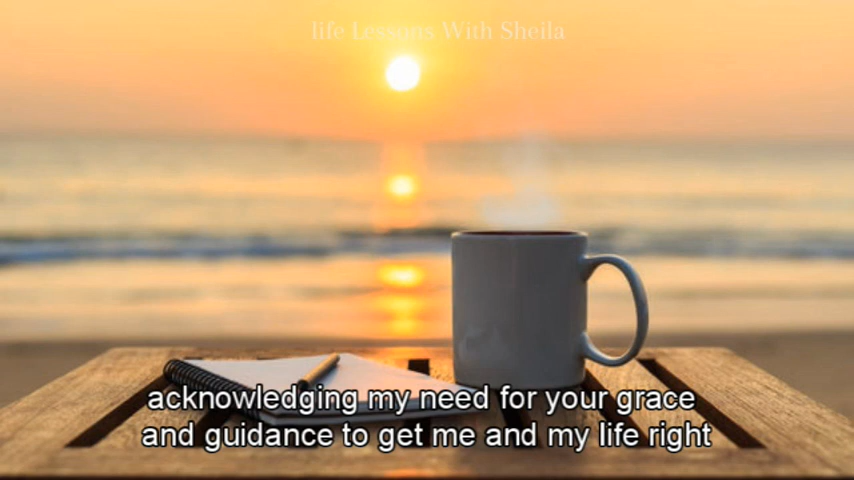 life Lessons With Sheila
acknowledging my need for your grace
and guidance to get me and my life right